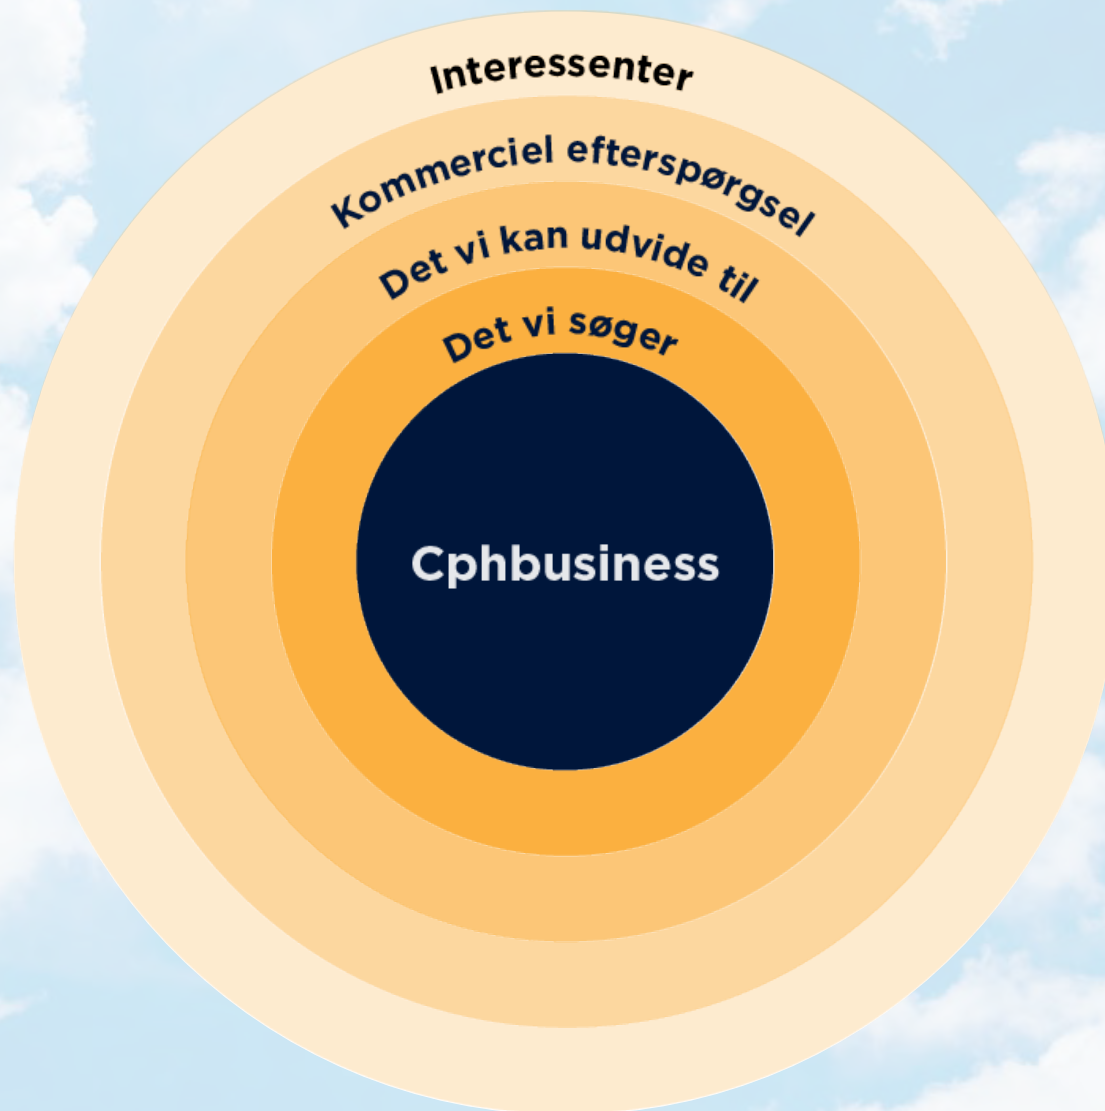 Interessenter
Kommerciel efterspørgsel
Det vi kan udvide til
Det vi søger
Cphbusiness